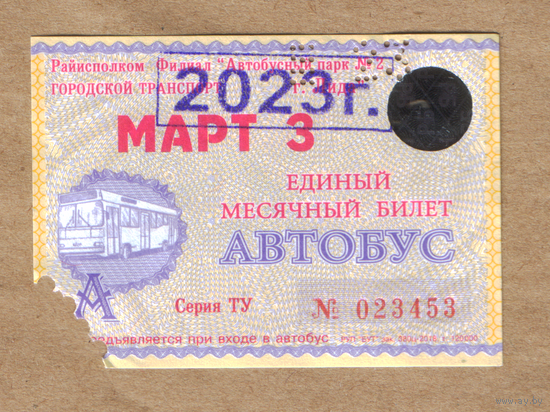 Райисполком Филиал "Автобусный парк № 2"
ГОРОДСКОЙ ТРАНСПОРТ г. Лида
2023г.
МАРТ 3
ЕДИНЫЙ
МЕСЯЧНЫЙ БИЛЕТ
АВТОБУС
А
Серия ТУ № 023453
едъявляется при входе в автобус